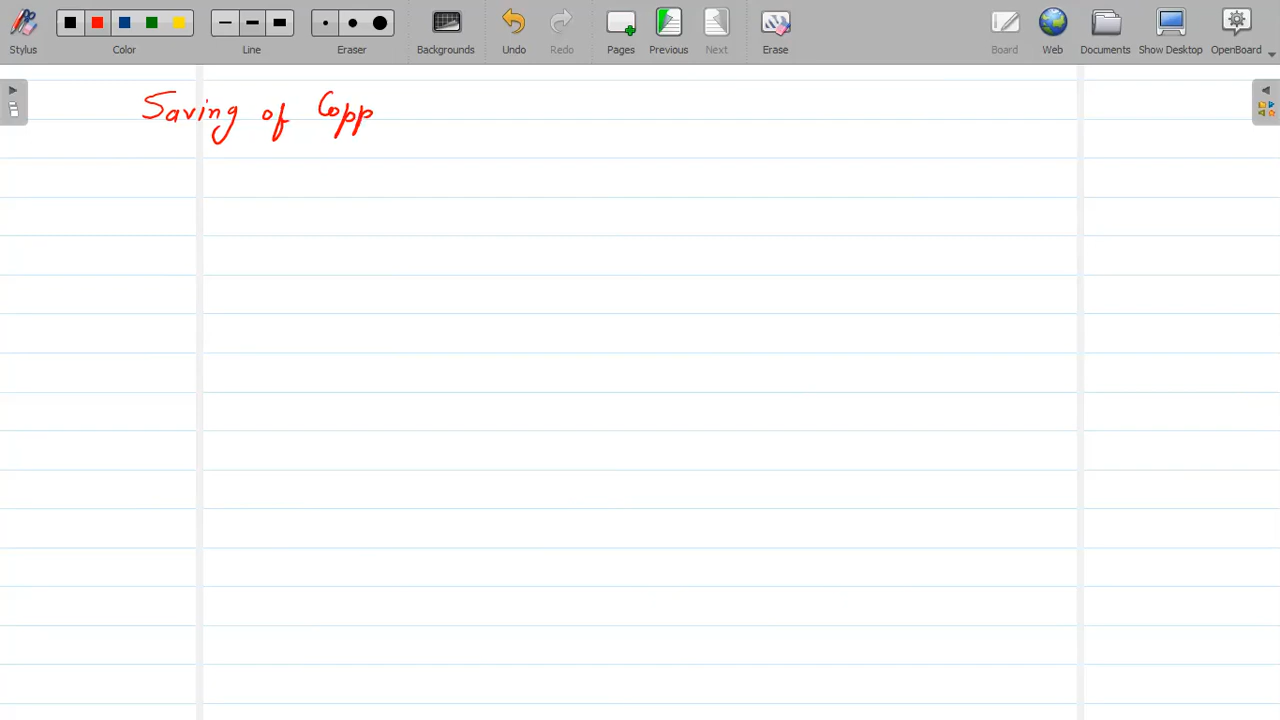 Stylus
Color
Line
Eraser
Backgrounds
Undo
Redo
Pages
Previous
Next
Erase
Board
Web
Documents
Show Desktop
OpenBoard
Saving of Copp